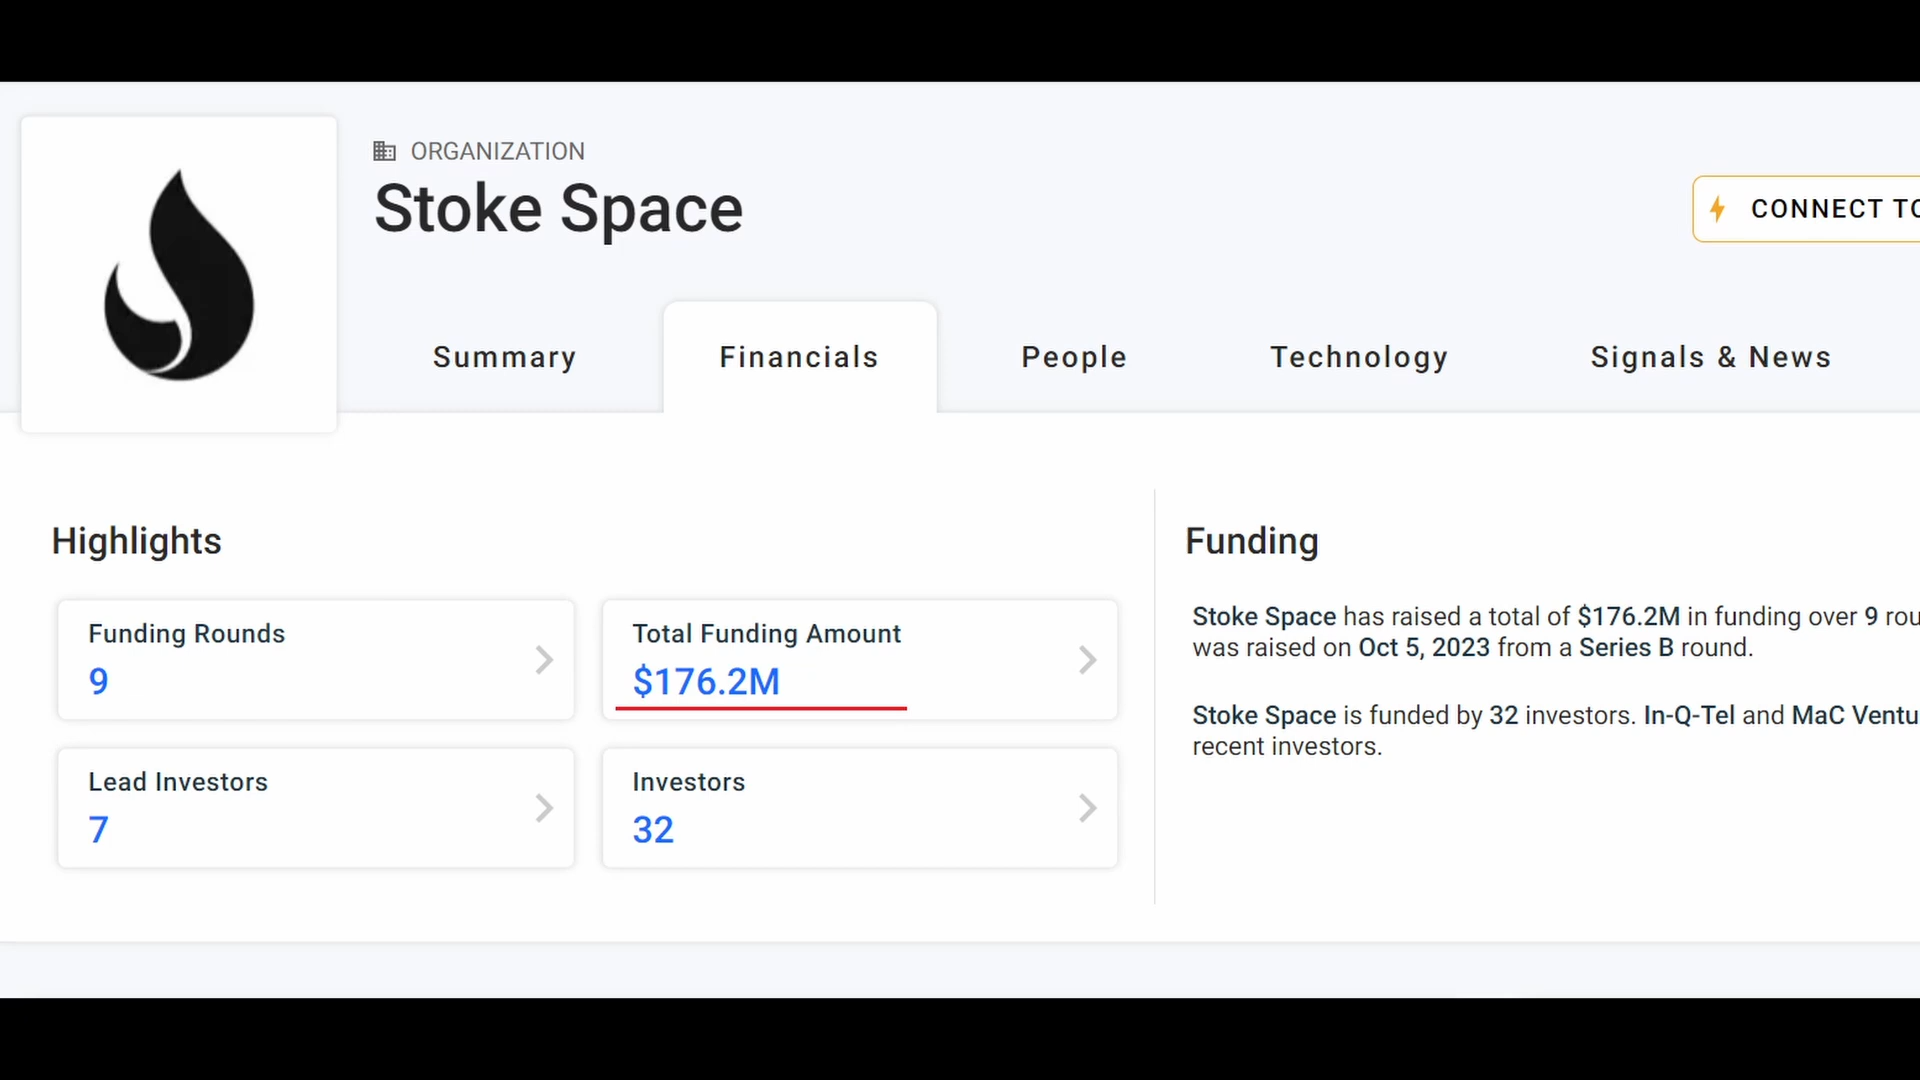 ORGANIZATION
Stoke Space
CONNECT TO
Summary
Financials
People
Technology
Signals & News
Highlights
Funding Rounds
9
Total Funding Amount
$176.2M
Lead Investors
7
Investors
32
Funding
Stoke Space has raised a total of $176.2M in funding over 9
was raised on Oct 5, 2023 from a Series B round.
Stoke Space is funded by 32 investors. In-Q-Tel and MaC
recent investors.